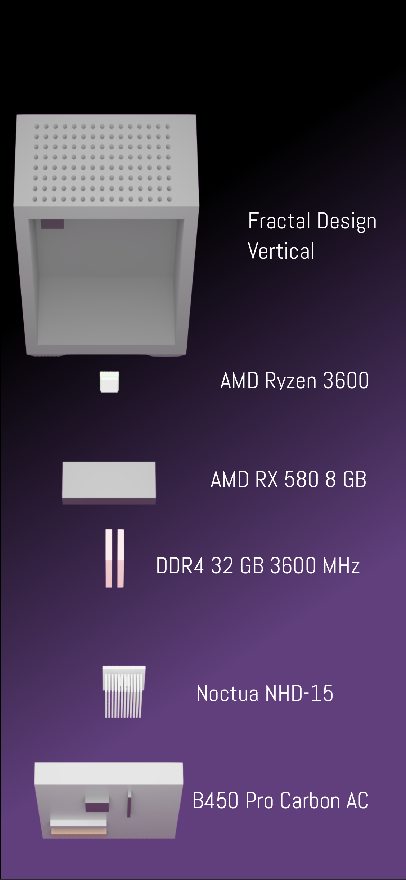 Fractal Design
Vertical
AMD Ryzen 3600
AMD RX 580 8 GB
DDR4 32 GB 3600 MHz
Noctua NHD-15
B450 Pro Carbon AC